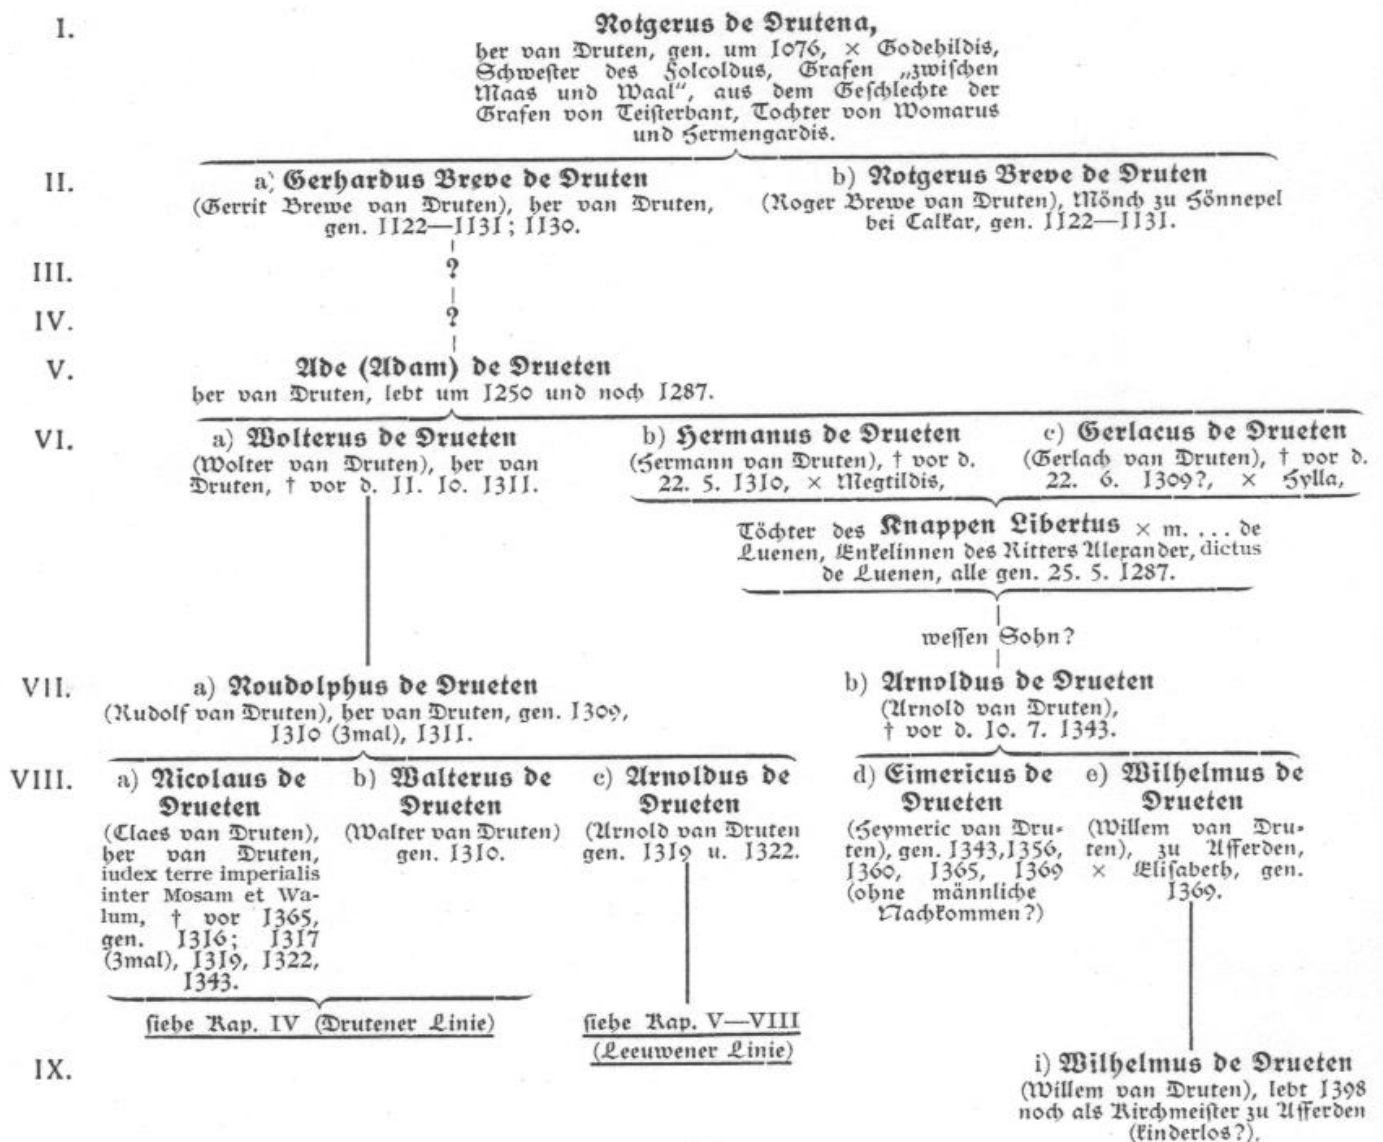 I.
Notgerus de Drutena,
her van Druten, gen. um 1076, × Godehildis,
Schwester des Folcoldus, Grafen „zwischen
Maas und Waal“, aus dem Geschlechte der
Grafen von Teisterbant, Tochter von Womarus
und Hermengardis.
II.
a) Gerhardus Breve de Druten
(Gerrit Brewe van Druten), her van Druten,
gen. 1122—1131; 1130.
b) Notgerus Breve de Druten
(Roger Brewe van Druten), Mönch zu Hönnepel
bei Calkar, gen. 1122—1131.
III.
?
IV.
?
V.
Ade (Adam) de Drueten
her van Druten, lebt um 1250 und noch 1287.
VI.
a) Wolterus de Drueten
(Wolter van Druten), her van
Druten, † vor d. 11. 10. 1311.
b) Hermanus de Drueten
(Hermann van Druten), † vor d.
22. 5. 1310, × Megtildis,
c) Gerlacus de Drueten
(Gerlach van Druten), † vor d.
22. 6. 1309?, × Hylla,
Töchter des Knappen Libertus × m. ... de
Luenen, Enkelinnen des Ritters Alexander, dictus
de Luenen, alle gen. 25. 5. 1287.
wessen Sohn?
VII.
a) Roudolphus de Drueten
(Rudolf van Druten), her van Druten, gen. 1309,
1310 (3mal), 1311.
b) Arnoldus de Drueten
(Arnold van Druten),
† vor d. 10. 7. 1343.
VIII.
a) Nicolaus de
Drueten
(Claes van Druten),
her van Druten,
iudex terre imperialis
inter Mosam et Wa-
lum, † vor 1365,
gen. 1316; 1317
(3mal), 1319, 1322,
1343.
b) Walterus de
Drueten
(Walter van Druten)
gen. 1310.
c) Arnoldus de
Drueten
(Arnold van Druten
gen. 1319 u. 1322.
d) Eimericus de
Drueten
(Heymeric van Dru-
ten), gen. 1343,1356,
1360, 1365, 1369
(ohne männliche
Nachkommen?)
e) Wilhelmus de
Drueten
(Willem van Dru-
ten), zu Afferden,
× Elisabeth, gen.
1369.
siehe Kap. IV (Drutener Linie)
siehe Kap. V—VIII
(Leeuwener Linie)
IX.
i) Wilhelmus de Drueten
(Willem van Druten), lebt 1398
noch als Kirchmeister zu Afferden
(kinderlos?).